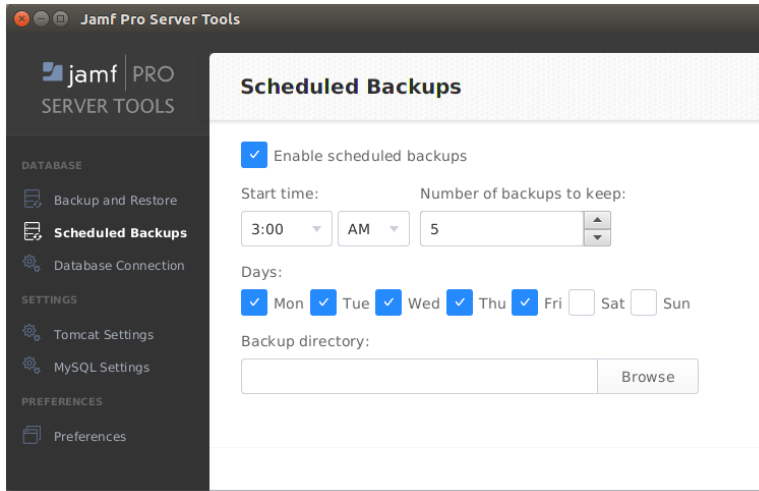 Jamf Pro Server Tools
jamf PRO
SERVER TOOLS
DATABASE
Backup and Restore
Scheduled Backups
Database Connection
SETTINGS
Tomcat Settings
MySQL Settings
PREFERENCES
Preferences
Scheduled Backups
Enable scheduled backups
Start time: Number of backups to keep:
3:00 AM 5
Days:
Mon Tue Wed Thu Fri Sat Sun
Backup directory:
Browse